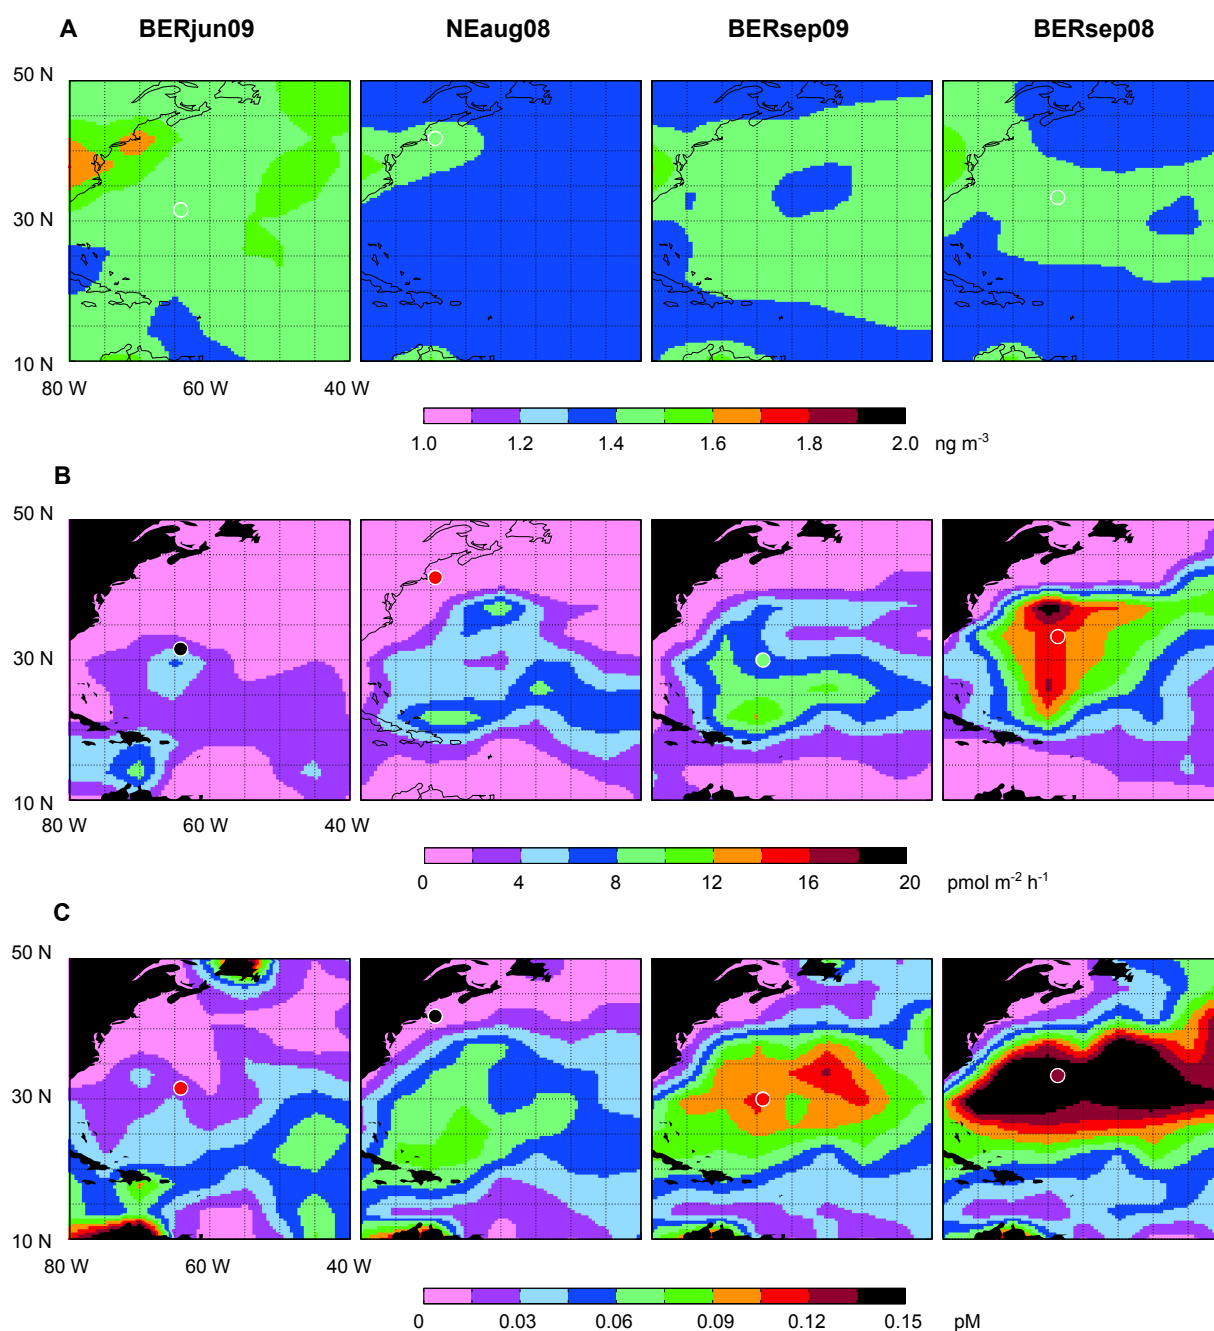 A BERjun09 NEaug08 BERsep09 BERsep08
50 N
30 N
10 N
80 W 60 W 40 W
1.0 1.2 1.4 1.6 1.8 2.0 ng m-3
B
50 N
30 N
10 N
80 W 60 W
0 4 8 12 16 20 pmol m-2 h-1
C
50 N
30 N
10 N
80 W 60 W 40 W
0 0.03 0.06 0.09 0.12 0.15 pM